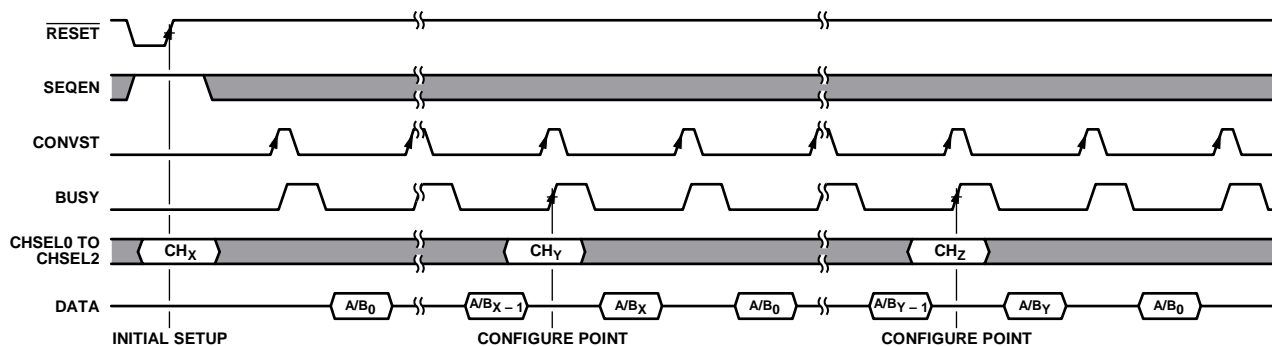 RESET
SEQEN
CONVST
BUSY
CHSEL0 TO
CHSEL2
CHX
CHY
CHZ
DATA
A/B0
A/BX – 1
A/BX
A/B0
A/BY – 1
A/BY
A/B0
INITIAL SETUP
CONFIGURE POINT
CONFIGURE POINT